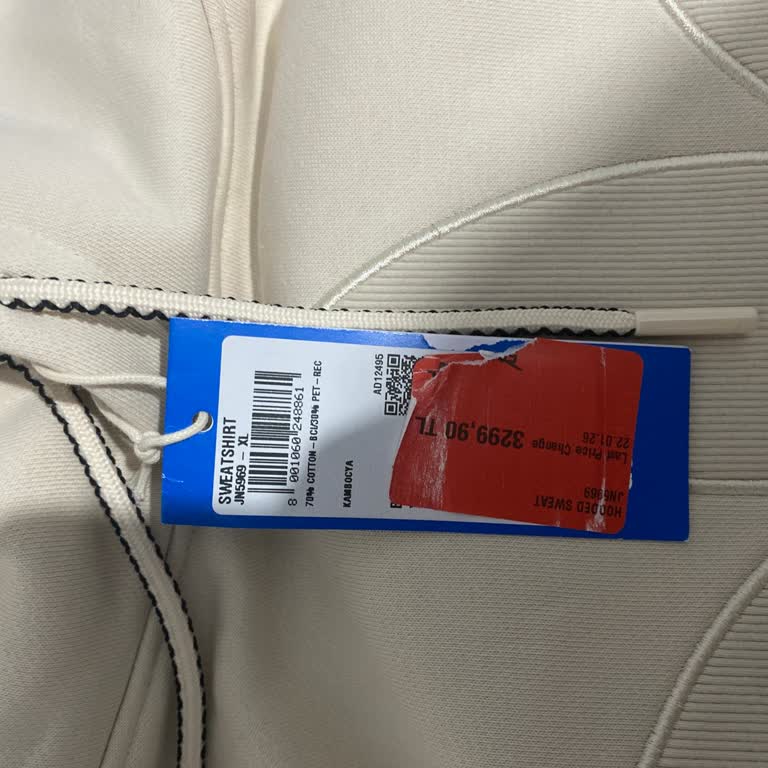 SWEATSHIRT
JN5969 - XL
8 001060 248861
70% COTTON-BCI/30% PET-REC
KAMBOCYA
AD12495
HOODED SWEAT
JN5969
Last Price Change
22.01.26
3299,90 TL